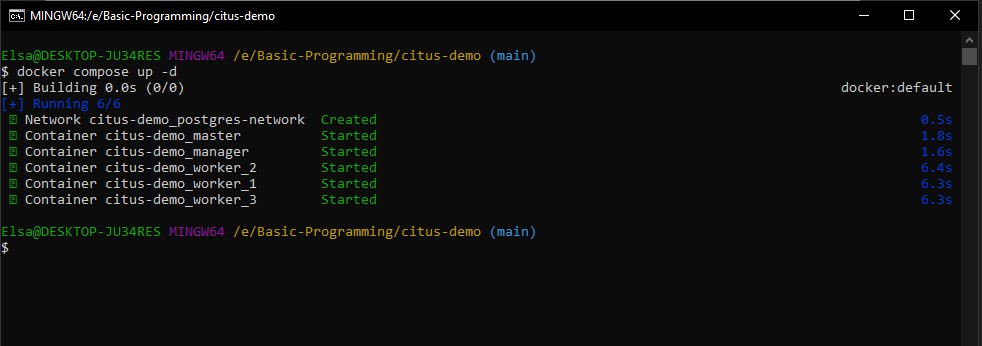 MINGW64:/e/Basic-Programming/citus-demo
Elsa@DESKTOP-JU34RES MINGW64 /e/Basic-Programming/citus-demo (main)
$ docker compose up -d
[+] Building 0.0s (0/0) docker:default
[+] Running 6/6
Network citus-demo_postgres-network Created 0.5s
Container citus-demo_master Started 1.8s
Container citus-demo_manager Started 1.6s
Container citus-demo_worker_2 Started 6.4s
Container citus-demo_worker_1 Started 6.3s
Container citus-demo_worker_3 Started 6.3s
Elsa@DESKTOP-JU34RES MINGW64 /e/Basic-Programming/citus-demo (main)
$